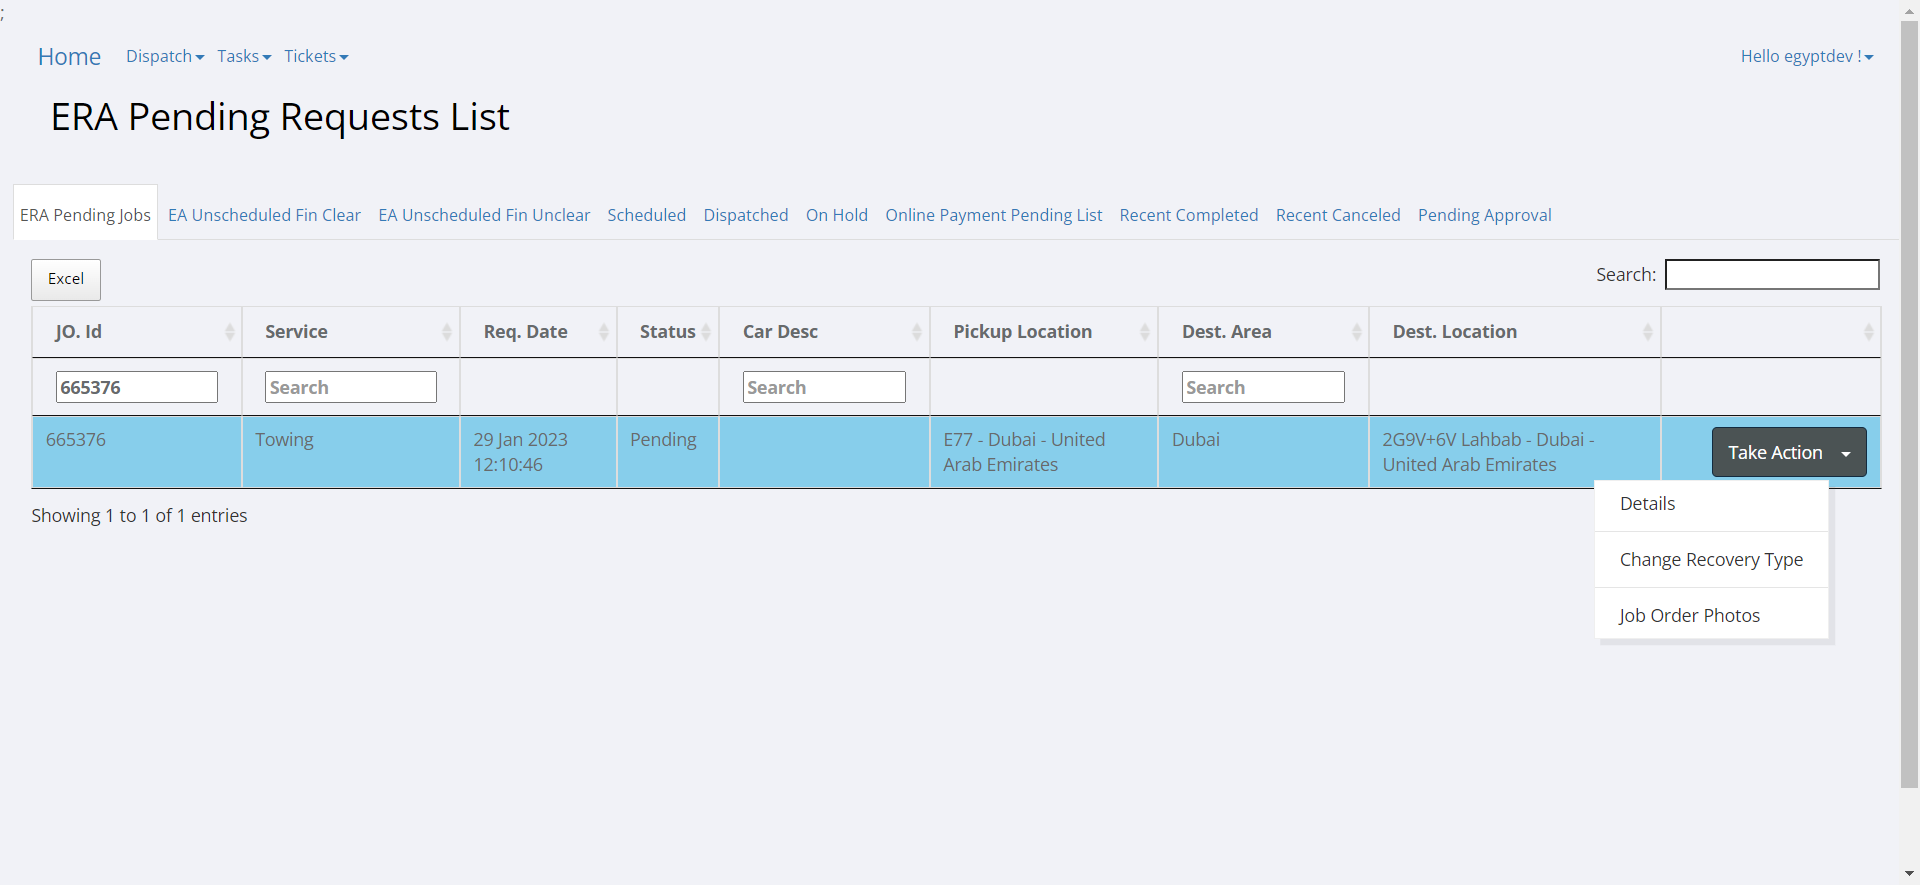 ;
Home Dispatch Tasks Tickets Hello egyptdev !
ERA Pending Requests List
ERA Pending Jobs EA Unscheduled Fin Clear EA Unscheduled Fin Unclear Scheduled Dispatched On Hold Online Payment Pending List Recent Completed Recent Canceled Pending Approval
Excel Search:
JO. Id Service Req. Date Status Car Desc Pickup Location Dest. Area Dest. Location
665376 Search Search Search
665376 Towing 29 Jan 2023 Pending E77 - Dubai - United Dubai 2G9V+6V Lahbab - Dubai - Take Action
12:10:46 Arab Emirates United Arab Emirates
Showing 1 to 1 of 1 entries
Details
Change Recovery Type
Job Order Photos